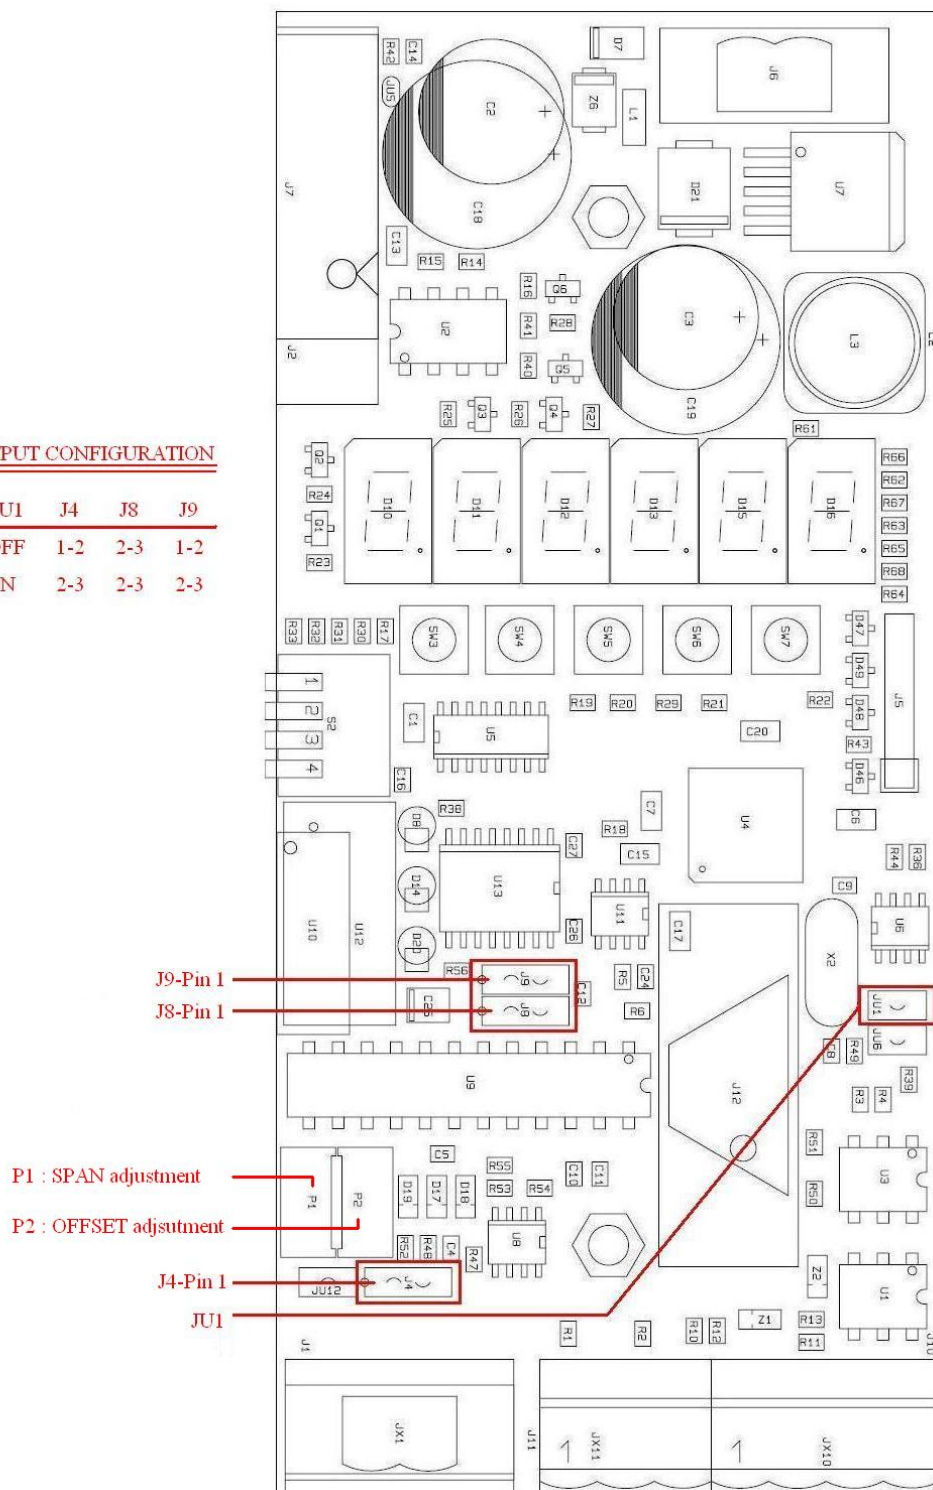 R42 C14 D7
JU5 C2 Z6 L1 J6
J7 C18 D21 U7
C13 R15 R14
R16 Q6
U2 R41 R28 C3 L3
J2 R40 Q5
C19
R25 Q3 R26 Q4 R27 R61
PUT CONFIGURATION
Q2 R66
R24 R62
U1 J4 J8 J9
D10 D11 D12 D13 D15 D16 R67
Q1 R63
FF 1-2 2-3 1-2
R23 R65
R68
N 2-3 2-3 2-3
R64
R33 R32 R31 R30 R17 SW3 SW4 SW5 SW6 SW7 D47
D49
1 R19 R20 R29 R21 R22 J5
2 S2 C1 U5 C20 D48
3 R43
4 C16 D46
D8 R38 C7 U4 C6
C27 R18
C15 R44 R36
D14 U13 C9
U10 U12 U11 U6
D20 C26 C17 X2
R56 J9 R5 C24
J9-Pin 1
C12
J8-Pin 1
C25 J8 R6 JU1
JU6
C8 R49
U9 R39
J12 R3 R4
C5 R51
R55 C10 C11
P1 : SPAN adjustment
P1 P2 D19 D17 D18 R53 R54 R50 U3
P2 : OFFSET adjsutment
R52 R48 C4 R47 U8
J4-Pin 1
JU12 J4 Z2 U1
JU1
R1 R2 R10 R12 Z1 R13
R11
J1 J10
JX1 J11 1 JX11 1 JX10